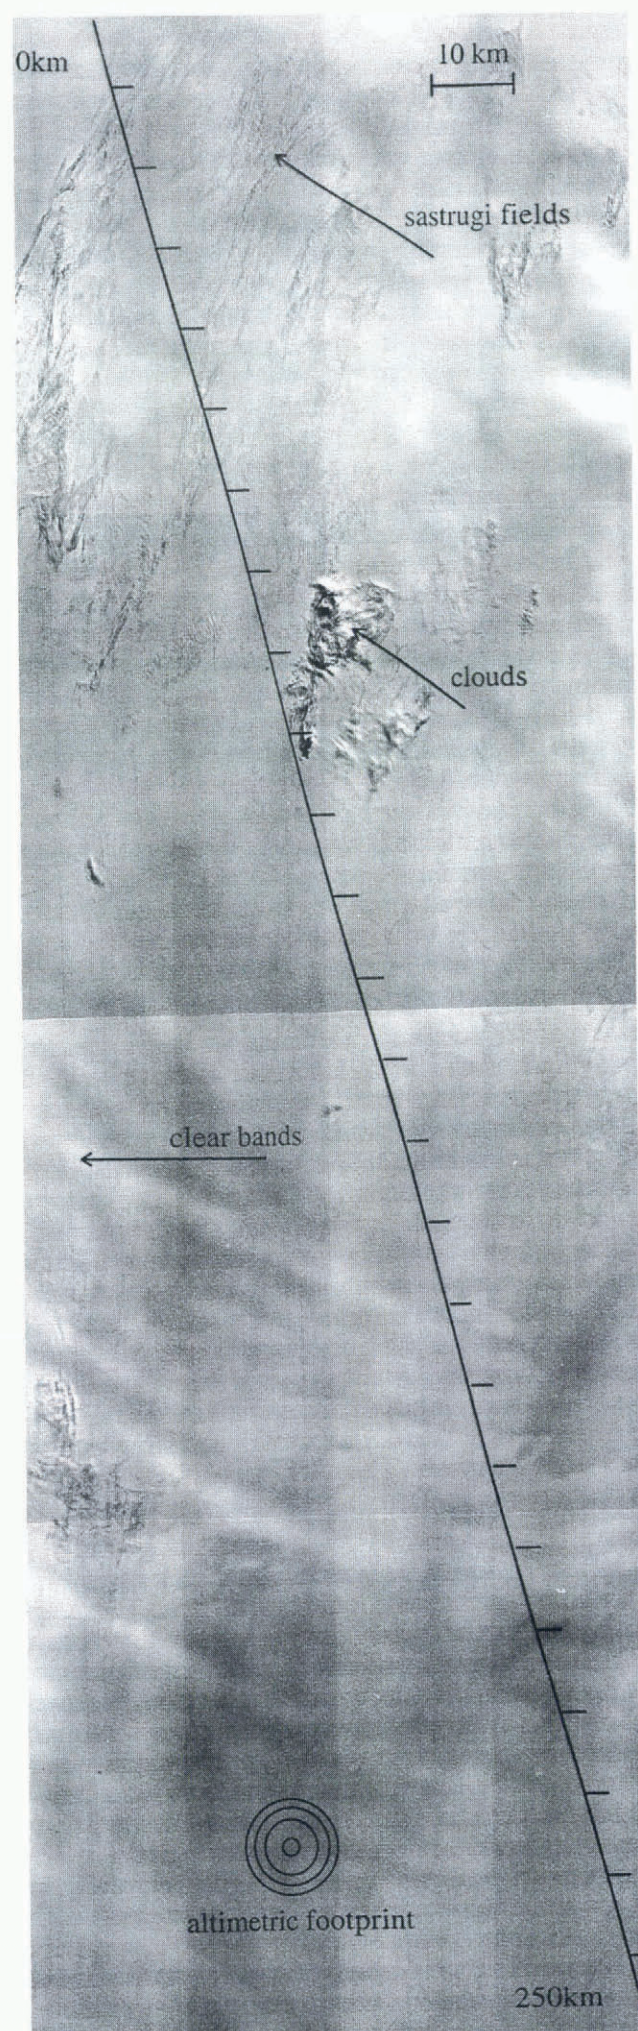 0km
10 km
sastrugi fields
clouds
clear bands
altimetric footprint
250km